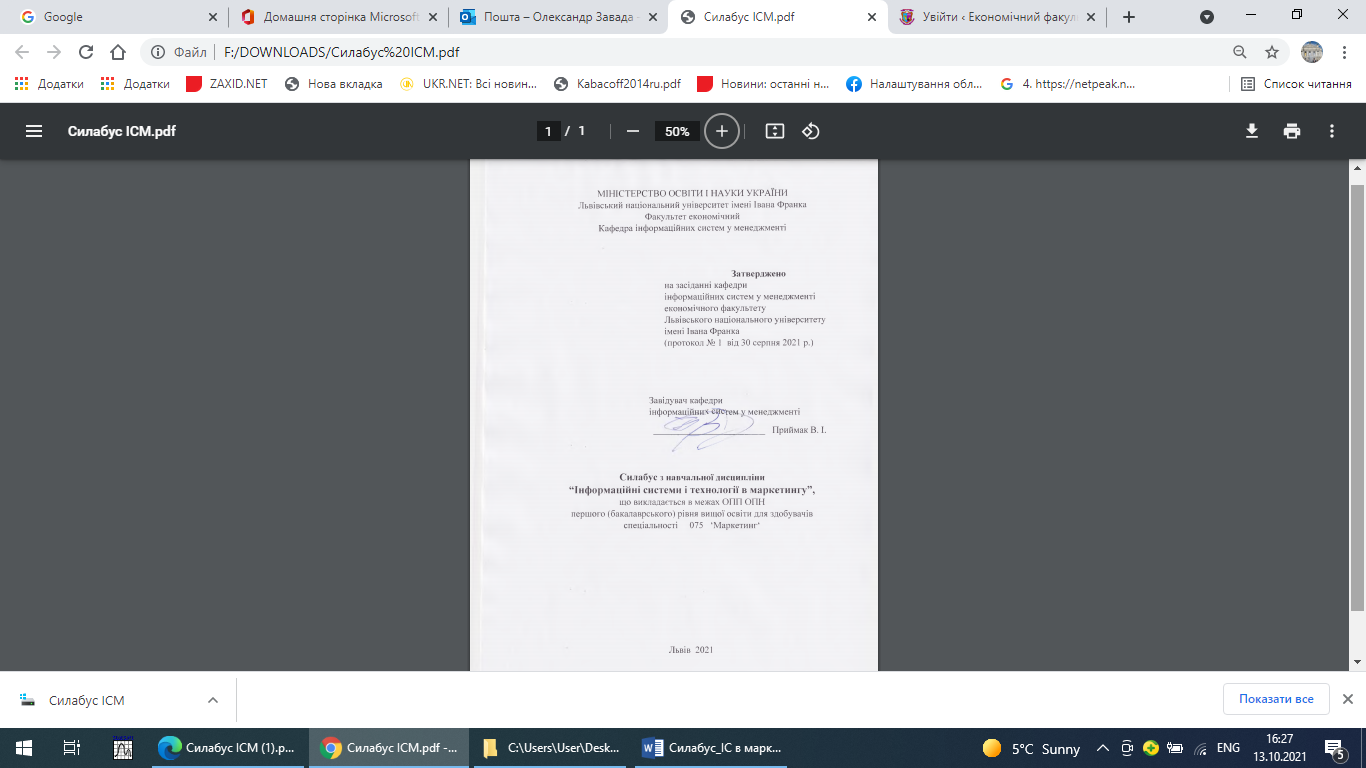 Google
Домашня сторінка Microsoft
Пошта – Олександр Завада -
Силабус ІСМ.pdf
Увійти ‹ Економічний факул
Файл
F:/DOWNLOADS/Силабус%20ІСМ.pdf
Додатки
Додатки
ZAXID.NET
Нова вкладка
UKR.NET: Всі новин...
Kabacoff2014ru.pdf
Новини: останні н...
Налаштування обл...
4. https://netpeak.n...
Список читання
Силабус ІСМ.pdf
1 / 1
50%
МІНІСТЕРСТВО ОСВІТИ І НАУКИ УКРАЇНИ
Львівський національний університет імені Івана Франка
Факультет економічний
Кафедра інформаційних систем у менеджменті
Затверджено
на засіданні кафедри
інформаційних систем у менеджменті
економічного факультету
Львівського національного університету
імені Івана Франка
(протокол № 1 від 30 серпня 2021 р.)
Завідувач кафедри
інформаційних систем у менеджменті
Приймак В. І.
Силабус з навчальної дисципліни
“Інформаційні системи і технології в маркетингу”,
що викладається в межах ОПП ОПН
першого (бакалаврського) рівня вищої освіти для здобувачів
спеціальності 075 ‘Маркетинг‘
Львів 2021
Силабус ІСМ
Показати все
Силабус ІСМ (1).p...
Силабус ІСМ.pdf -...
C:\Users\User\Desk...
Силабус_ІС в марк...
5°C Sunny
ENG
16:27
13.10.2021
5